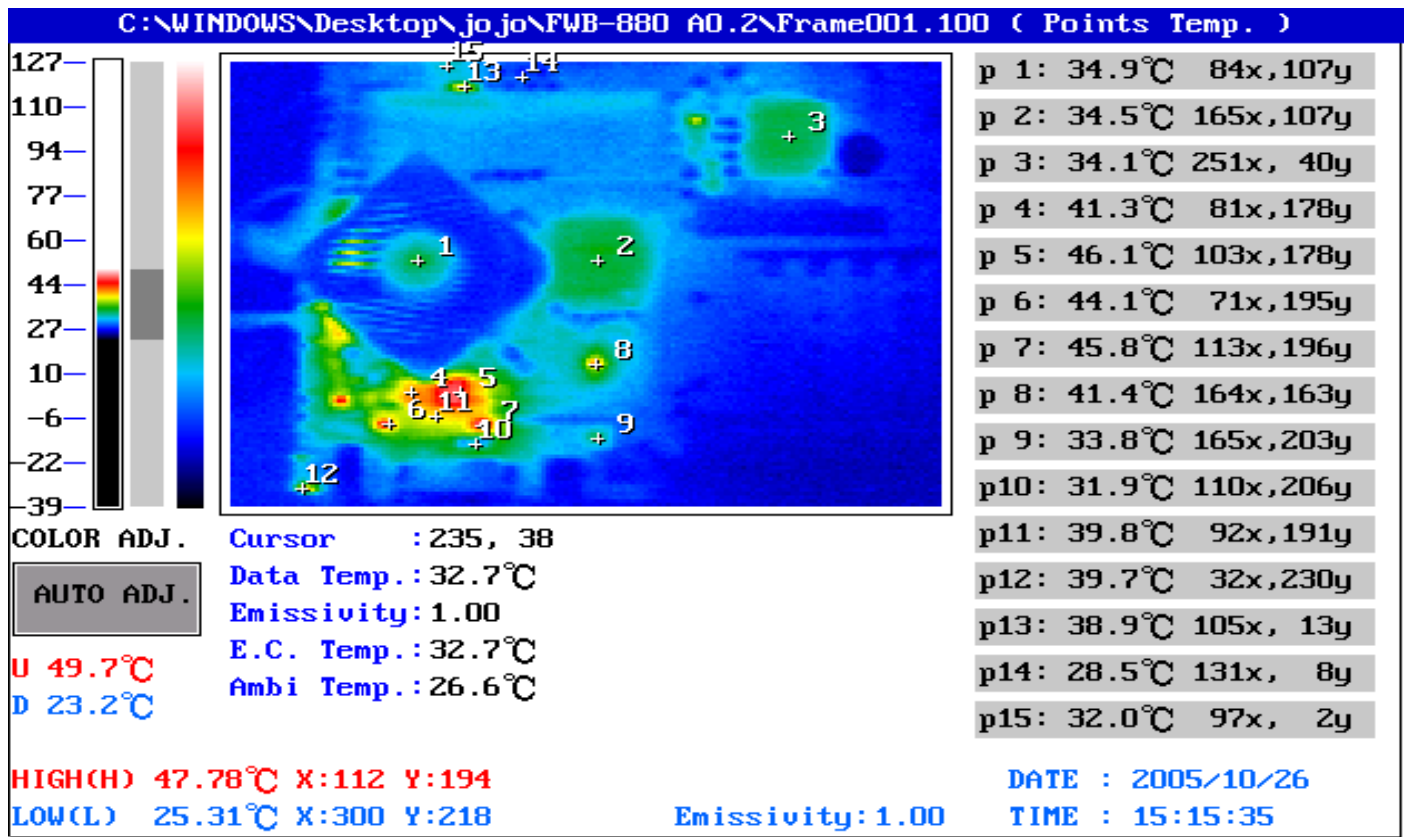 C:\WINDOWS\Desktop\jojo\FWB-880 A0.2\Frame001.100 ( Points Temp. )
127
110
94
77
60
44
27
10
-6
-22
-39
15
13
14
3
1
2
8
4
5
6
11
7
10
9
12
p 1: 34.9℃ 84x,107y
p 2: 34.5℃ 165x,107y
p 3: 34.1℃ 251x, 40y
p 4: 41.3℃ 81x,178y
p 5: 46.1℃ 103x,178y
p 6: 44.1℃ 71x,195y
p 7: 45.8℃ 113x,196y
p 8: 41.4℃ 164x,163y
p 9: 33.8℃ 165x,203y
p10: 31.9℃ 110x,206y
p11: 39.8℃ 92x,191y
p12: 39.7℃ 32x,230y
p13: 38.9℃ 105x, 13y
p14: 28.5℃ 131x, 8y
p15: 32.0℃ 97x, 2y
COLOR ADJ.
AUTO ADJ.
U 49.7℃
D 23.2℃
Cursor :235, 38
Data Temp.:32.7℃
Emissivity:1.00
E.C. Temp.:32.7℃
Ambi Temp.:26.6℃
HIGH(H) 47.78℃ X:112 Y:194
LOW(L) 25.31℃ X:300 Y:218
Emissivity:1.00
DATE : 2005/10/26
TIME : 15:15:35